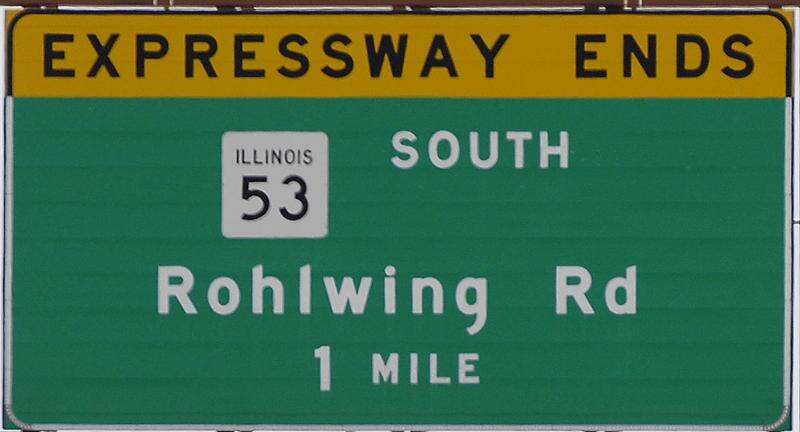 EXPRESSWAY ENDS
ILLINOIS
53
SOUTH
Rohlwing Rd
1 MILE